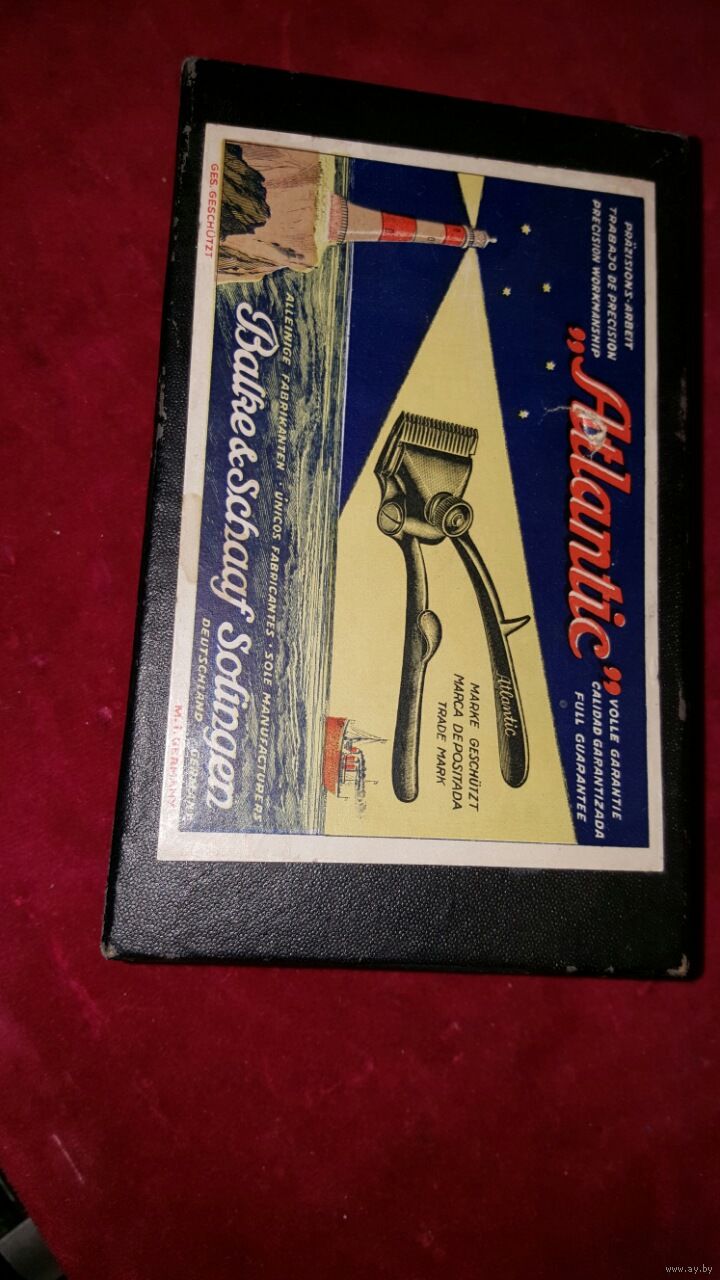 PRÄZISIONS-ARBEIT
TRABAJO DE PRECISION
PRECISION WORKMANSHIP
„Atlantic”
VOLLE GARANTIE
CALIDAD GARANTIZADA
FULL GUARANTEE
Atlantic
MARKE GESCHÜTZT
MARCA DEPOSITADA
TRADE MARK
ALLEINIGE FABRIKANTEN · UNICOS FABRICANTES · SOLE MANUFACTURERS
Balke & Schaaf Solingen
DEUTSCHLAND
GES. GESCHÜTZT
M. I. GERMANY
www.ay.by